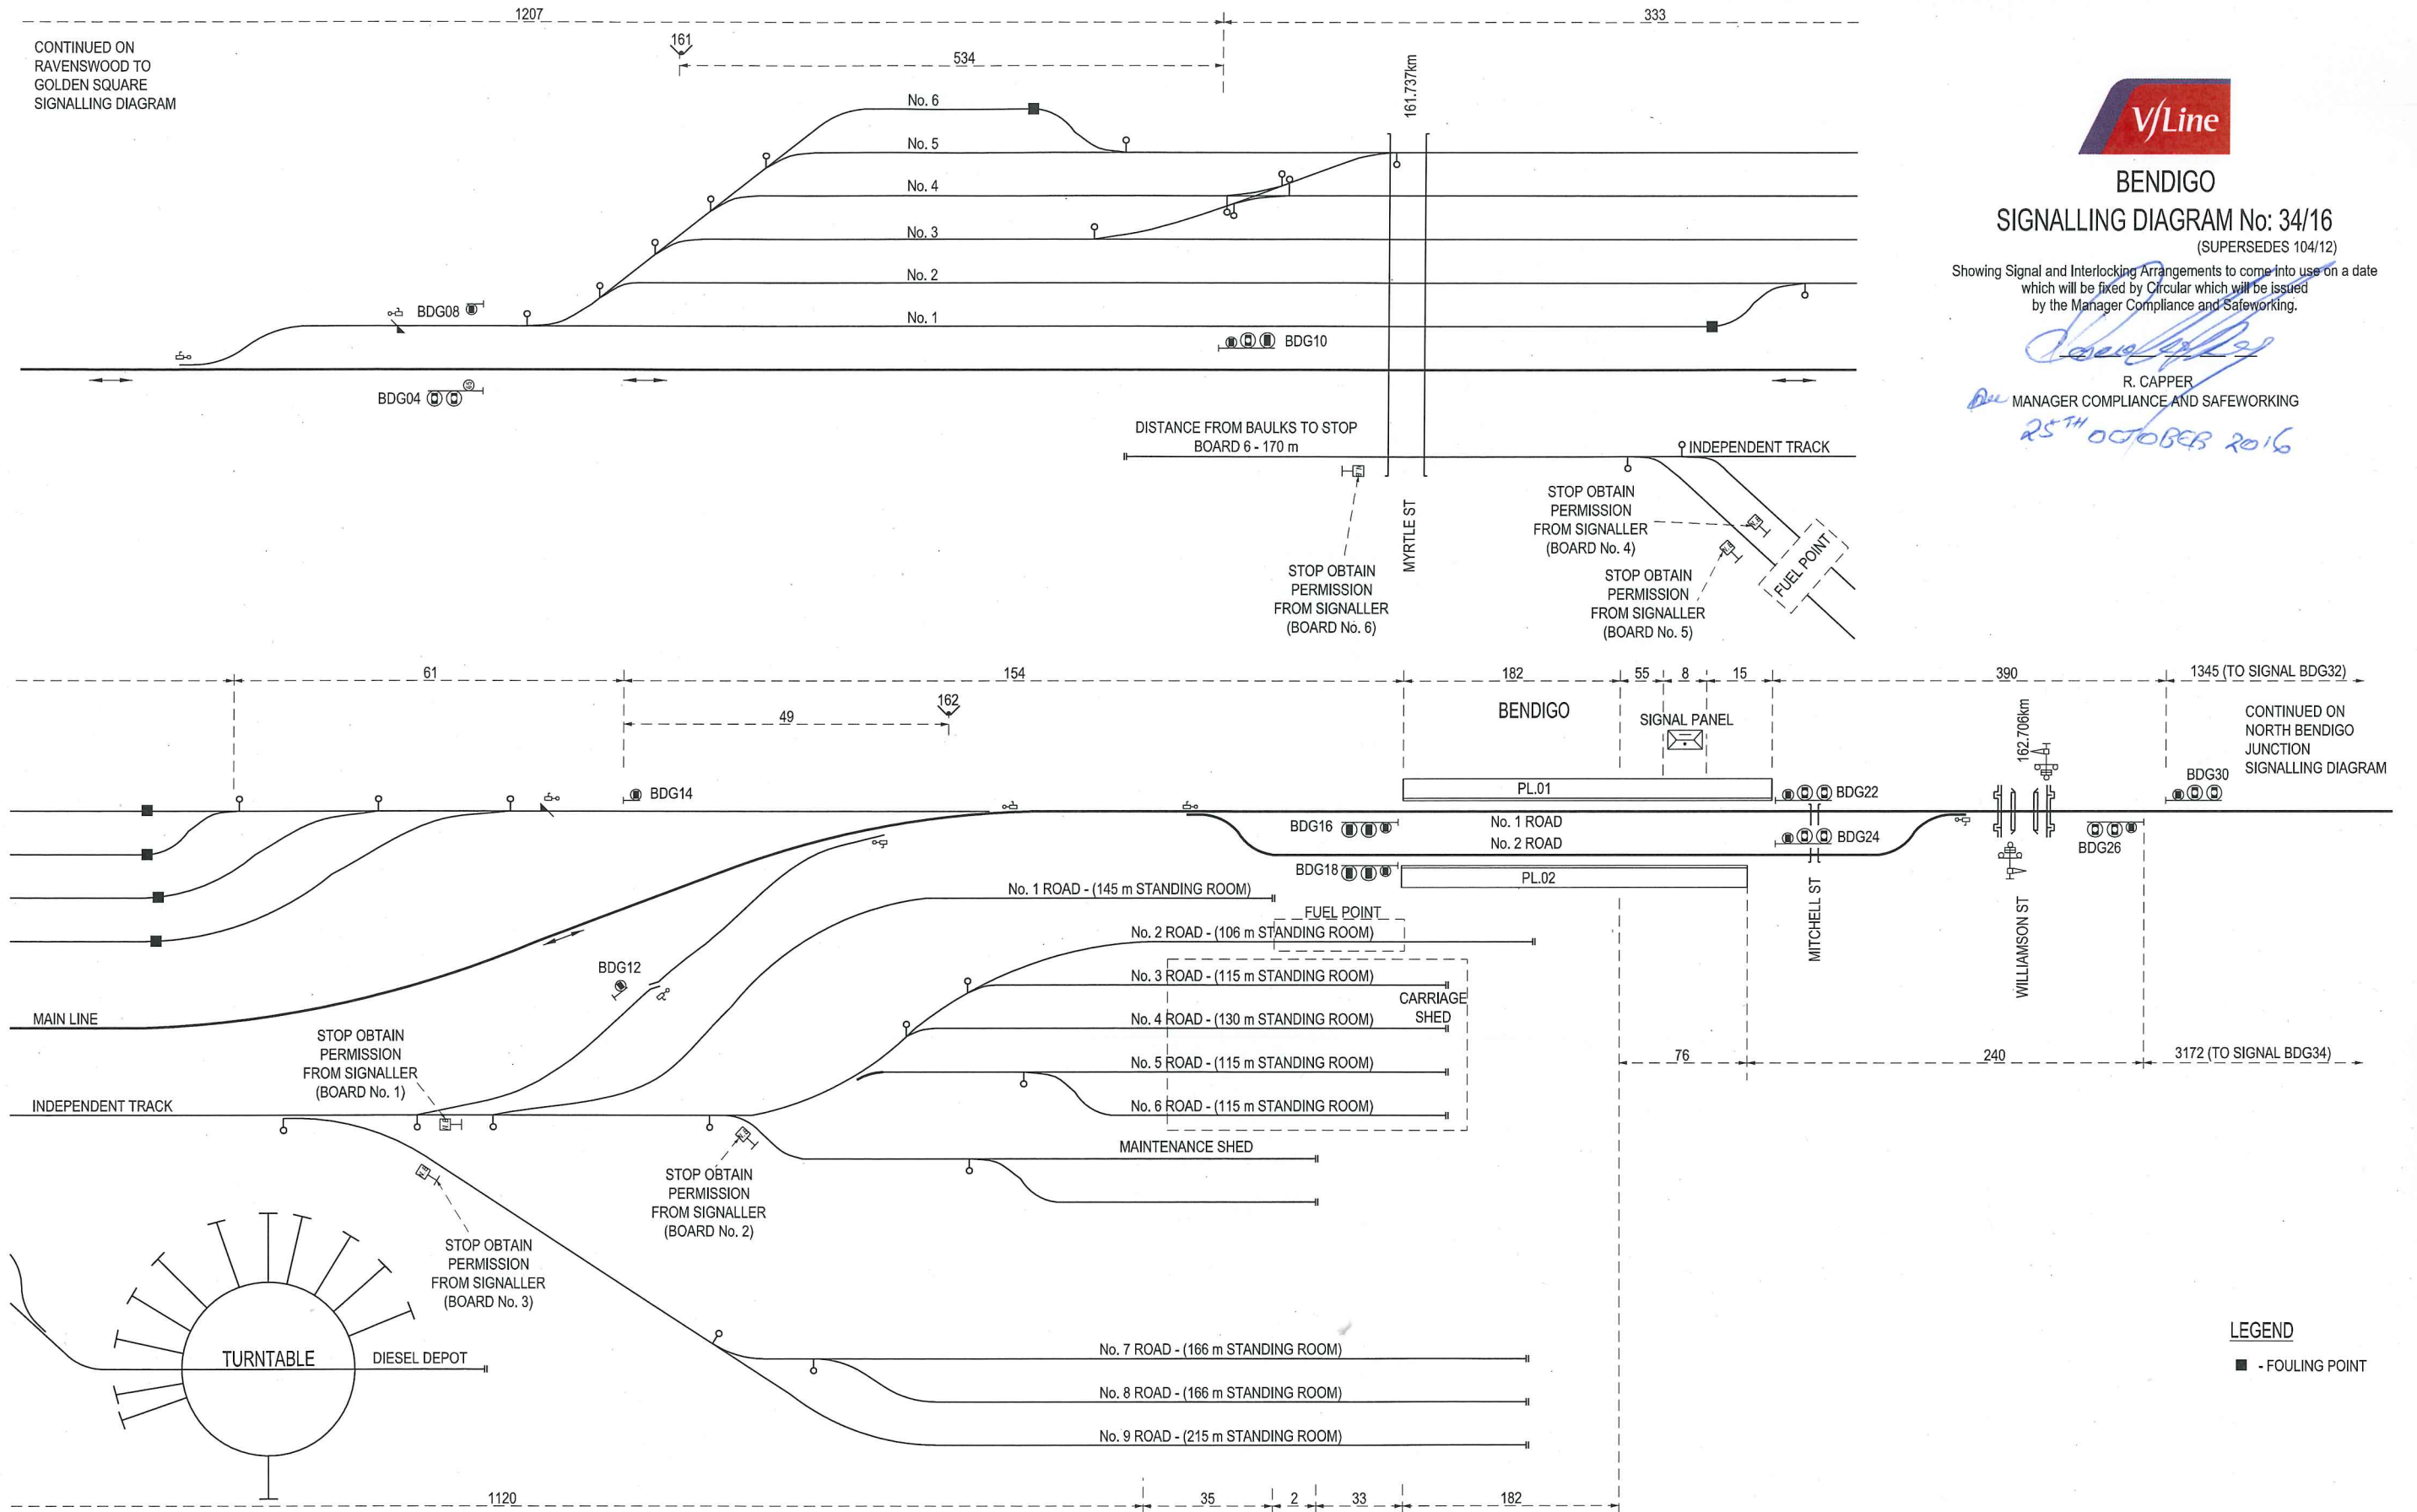 1207
333
CONTINUED ON
RAVENSWOOD TO
GOLDEN SQUARE
SIGNALLING DIAGRAM
161
534
161.737km
No. 6
No. 5
No. 4
No. 3
No. 2
No. 1
BDG08
BDG10
BDG04
V/Line
BENDIGO
SIGNALLING DIAGRAM No: 34/16
(SUPERSEDES 104/12)
Showing Signal and Interlocking Arrangements to come into use on a date
which will be fixed by Circular which will be issued
by the Manager Compliance and Safeworking.
R. CAPPER
MANAGER COMPLIANCE AND SAFEWORKING
25TH OCTOBER 2016
DISTANCE FROM BAULKS TO STOP
BOARD 6 - 170 m
INDEPENDENT TRACK
STOP OBTAIN
PERMISSION
FROM SIGNALLER
(BOARD No. 4)
STOP OBTAIN
PERMISSION
FROM SIGNALLER
(BOARD No. 5)
STOP OBTAIN
PERMISSION
FROM SIGNALLER
(BOARD No. 6)
MYRTLE ST
FUEL POINT
61
154
182
55
8
15
390
1345 (TO SIGNAL BDG32)
49
162
BENDIGO
SIGNAL PANEL
162.706km
CONTINUED ON
NORTH BENDIGO
JUNCTION
SIGNALLING DIAGRAM
BDG14
PL.01
BDG22
BDG30
BDG16
No. 1 ROAD
No. 2 ROAD
BDG24
BDG26
BDG18
PL.02
MITCHELL ST
WILLIAMSON ST
No. 1 ROAD - (145 m STANDING ROOM)
FUEL POINT
No. 2 ROAD - (106 m STANDING ROOM)
No. 3 ROAD - (115 m STANDING ROOM)
CARRIAGE
SHED
No. 4 ROAD - (130 m STANDING ROOM)
No. 5 ROAD - (115 m STANDING ROOM)
No. 6 ROAD - (115 m STANDING ROOM)
BDG12
MAIN LINE
76
240
3172 (TO SIGNAL BDG34)
STOP OBTAIN
PERMISSION
FROM SIGNALLER
(BOARD No. 1)
INDEPENDENT TRACK
MAINTENANCE SHED
STOP OBTAIN
PERMISSION
FROM SIGNALLER
(BOARD No. 2)
STOP OBTAIN
PERMISSION
FROM SIGNALLER
(BOARD No. 3)
TURNTABLE
DIESEL DEPOT
No. 7 ROAD - (166 m STANDING ROOM)
No. 8 ROAD - (166 m STANDING ROOM)
No. 9 ROAD - (215 m STANDING ROOM)
LEGEND
- FOULING POINT
1120
35
2
33
182